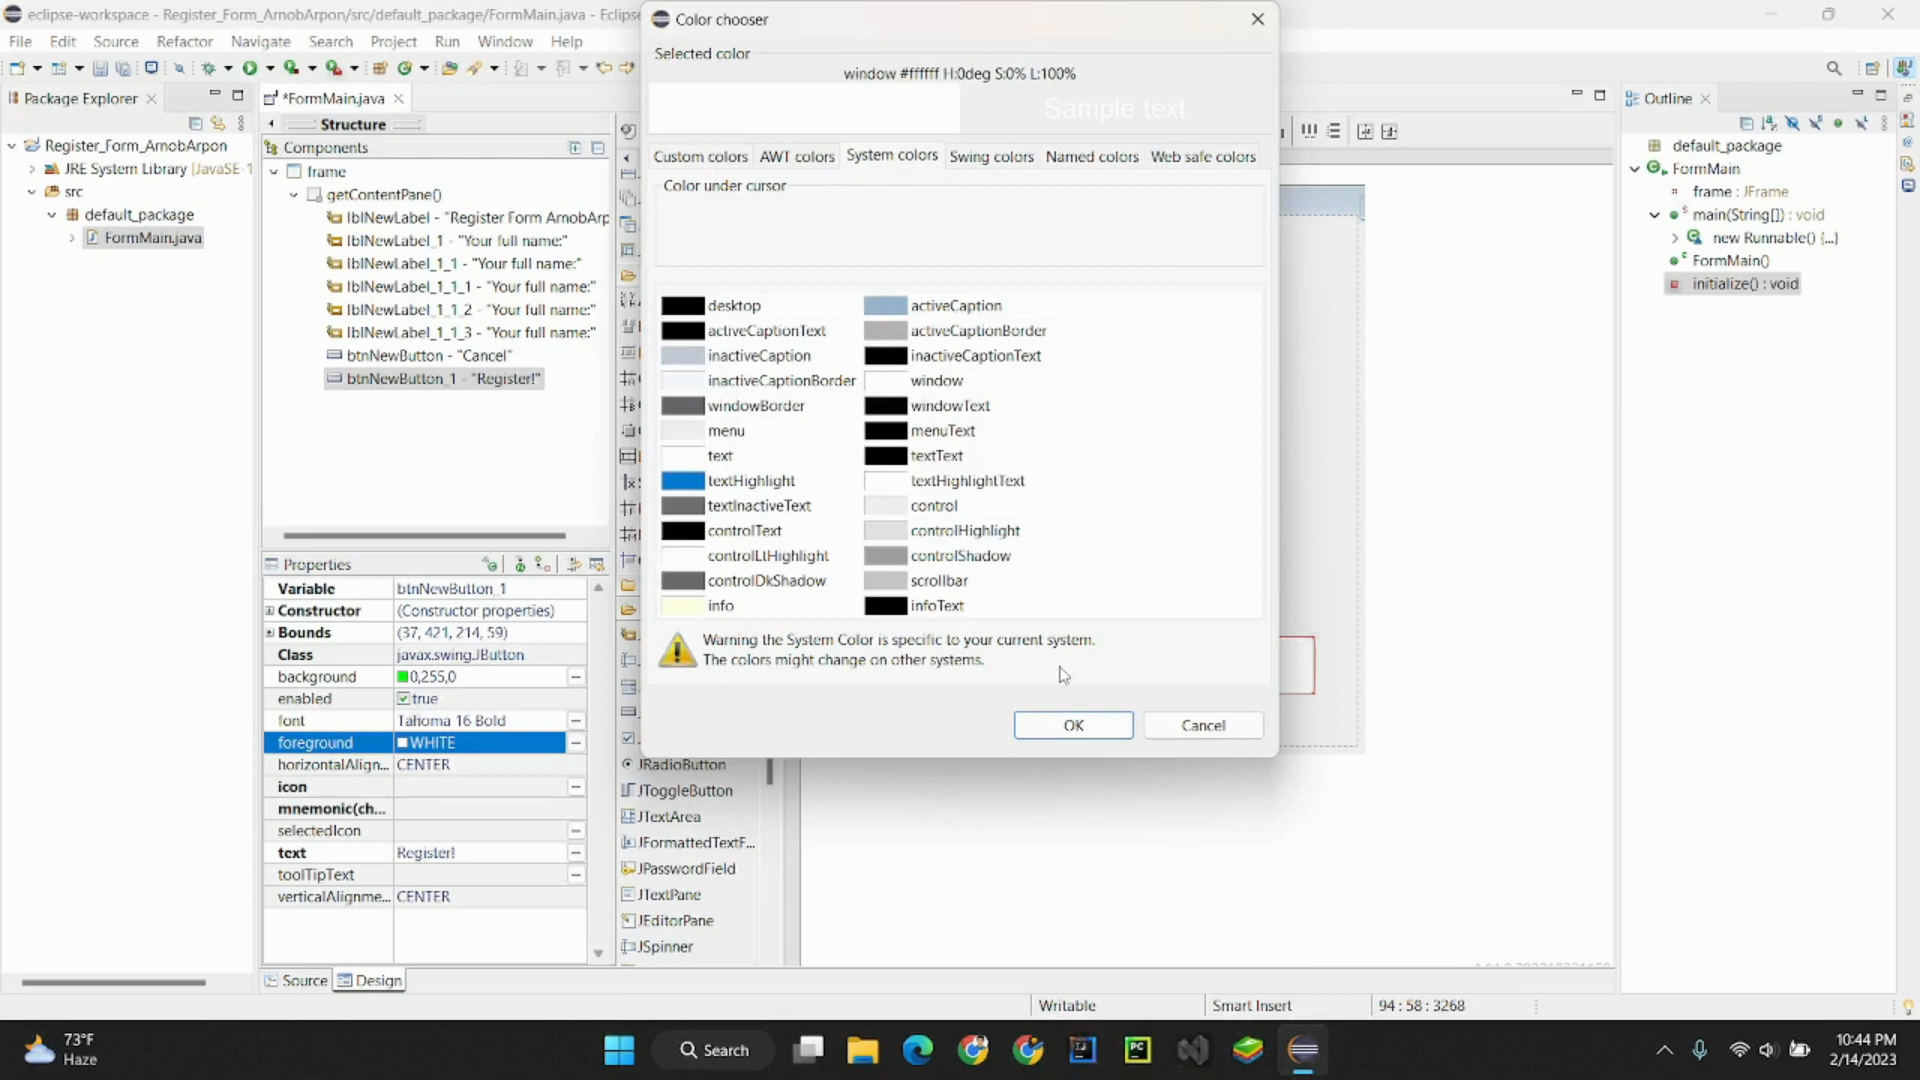 eclipse-workspace - Register_Form_ArnobArpon/src/default_package/FormMain.java - Eclips
File Edit Source Refactor Navigate Search Project Run Window Help
Package Explorer
Register_Form_ArnobArpon
JRE System Library [JavaSE-1
src
default_package
FormMain.java
*FormMain.java
Structure
Components
frame
getContentPane()
lblNewLabel - "Register Form ArnobArp
lblNewLabel_1 - "Your full name:"
lblNewLabel_1_1 - "Your full name:"
lblNewLabel_1_1_1 - "Your full name:"
lblNewLabel_1_1_2 - "Your full name:"
lblNewLabel_1_1_3 - "Your full name:"
btnNewButton - "Cancel"
btnNewButton_1 - "Register!"
Properties
Variable btnNewButton_1
Constructor (Constructor properties)
Bounds (37, 421, 214, 59)
Class javax.swing.JButton
background 0,255,0
enabled true
font Tahoma 16 Bold
foreground WHITE
horizontalAlign... CENTER
icon
mnemonic(ch...
selectedIcon
text Register!
toolTipText
verticalAlignme... CENTER
Source Design
Color chooser
Selected color
window #ffffff H:0deg S:0% L:100%
Sample text
Custom colors AWT colors System colors Swing colors Named colors Web safe colors
Color under cursor
desktop activeCaption
activeCaptionText activeCaptionBorder
inactiveCaption inactiveCaptionText
inactiveCaptionBorder window
windowBorder windowText
menu menuText
text textText
textHighlight textHighlightText
textInactiveText control
controlText controlHighlight
controlLtHighlight controlShadow
controlDkShadow scrollbar
info infoText
Warning the System Color is specific to your current system.
The colors might change on other systems.
OK Cancel
JRadioButton
JToggleButton
JTextArea
JFormattedTextF...
JPasswordField
JTextPane
JEditorPane
JSpinner
Outline
default_package
FormMain
frame : JFrame
main(String[]) : void
new Runnable() {...}
FormMain()
initialize() : void
Writable Smart Insert 94 : 58 : 3268
73°F
Haze
Search
10:44 PM
2/14/2023